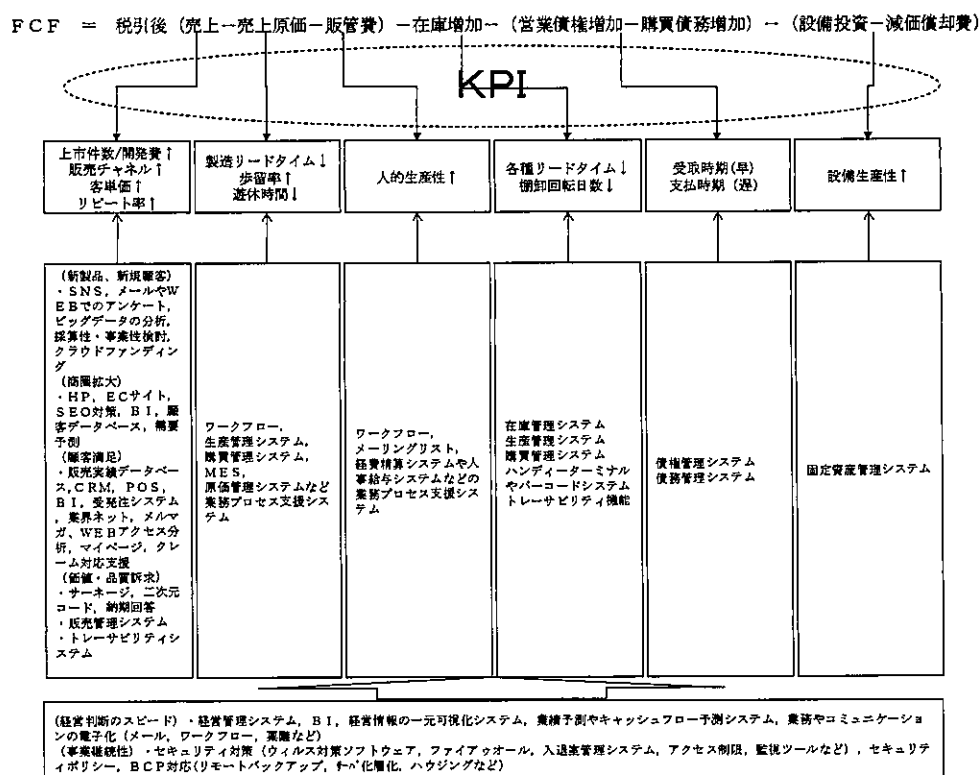 FCF = 税引後(売上-売上原価-販管費)-在庫増加-(営業債権増加-購買債務増加)-(設備投資-減価償却費)
KPI
上市件数/開発費↑
販売チャネル↑
客単価↑
リピート率↑
製造リードタイム↓
歩留率↑
遊休時間↓
人的生産性↑
各種リードタイム↓
棚卸回転日数↓
受取時期(早)
支払時期(遅)
設備生産性↑
(新製品、新規顧客)
・SNS,メールやW
EBでのアンケート,
ビッグデータの分析,
採算性・事業性検討,
クラウドファンディン
グ
(商圏拡大)
・HP,ECサイト,
SEO対策,BI,顧
客データベース,需要
予測
(顧客満足)
・販売実績データベー
ス,CRM,POS,
BI,受発注システム
,業界ネット,メルマ
ガ、WEBアクセス分
析,マイページ,クレ
ーム対応支援
(価値・品質訴求)
・サーネージ,二次元
コード,納期回答
・販売管理システム
・トレーサビリティシ
ステム
ワークフロー,
生産管理システム,
購買管理システム,
MES,
原価管理システムなど
業務プロセス支援シス
テム
ワークフロー,
メーリングリスト,
経費精算システムや人
事給与システムなどの
業務プロセス支援シス
テム
在庫管理システム
生産管理システム
購買管理システム
ハンディーターミナル
やバーコードシステム
トレーサビリティ機能
債権管理システム
債務管理システム
固定資産管理システム
(経営判断のスピード)・経営管理システム,BI,経営情報の一元可視化システム,業績予測やキャッシュフロー予測システム,業務やコミュニケーショ
ンの電子化(メール,ワークフロー,稟議など)
(事業継続性)・セキュリティ対策(ウィルス対策ソフトウェア,ファイアウオール,入退室管理システム,アクセス制限,監視ツールなど),セキュリテ
ィポリシー,BCP対応(リモートバックアップ,ｻｰﾊﾞ化層化,ハウジングなど)